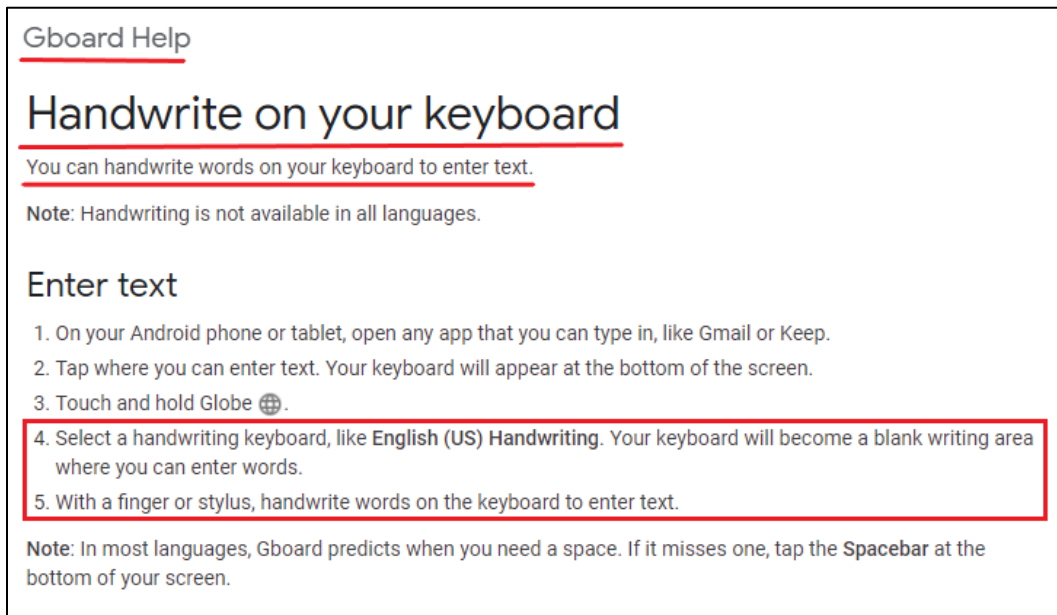 Gboard Help
Handwrite on your keyboard
You can handwrite words on your keyboard to enter text.
Note: Handwriting is not available in all languages.
Enter text
1. On your Android phone or tablet, open any app that you can type in, like Gmail or Keep.
2. Tap where you can enter text. Your keyboard will appear at the bottom of the screen.
3. Touch and hold Globe .
4. Select a handwriting keyboard, like English (US) Handwriting. Your keyboard will become a blank writing area
where you can enter words.
5. With a finger or stylus, handwrite words on the keyboard to enter text.
Note: In most languages, Gboard predicts when you need a space. If it misses one, tap the Spacebar at the
bottom of your screen.